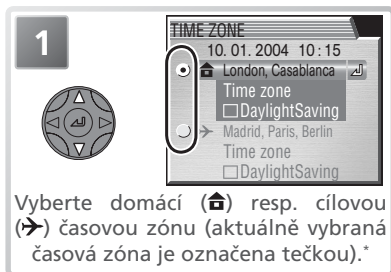 1
TIME ZONE
10. 01. 2004 10:15
London, Casablanca
Time zone
DaylightSaving
Madrid, Paris, Berlin
Time zone
DaylightSaving
Vyberte domácí () resp. cílovou
() časovou zónu (aktuálně vybraná
časová zóna je označena tečkou).*